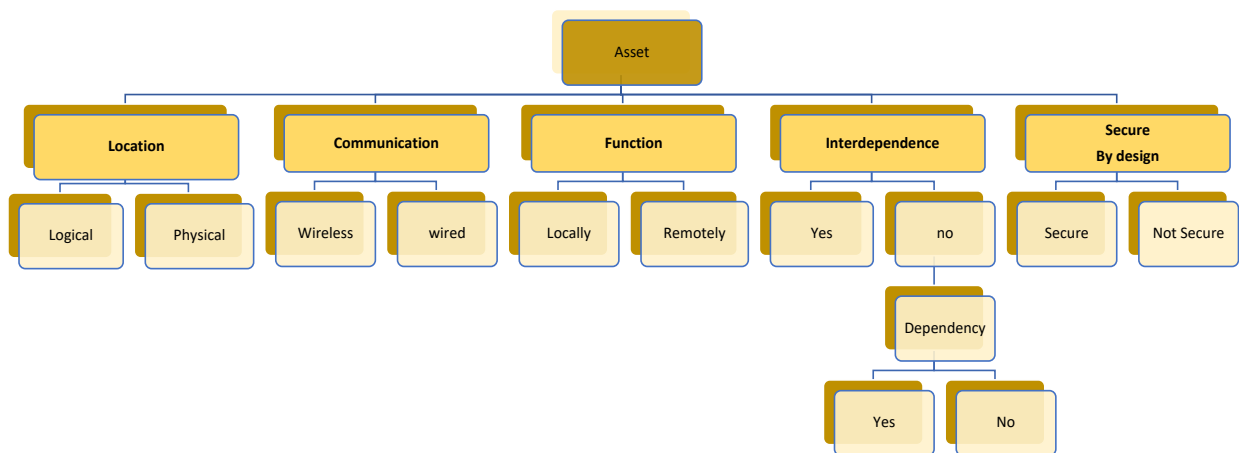 Asset
Location
Communication
Function
Interdependence
Secure
By design
Logical
Physical
Wireless
wired
Locally
Remotely
Yes
no
Secure
Not Secure
Dependency
Yes
No